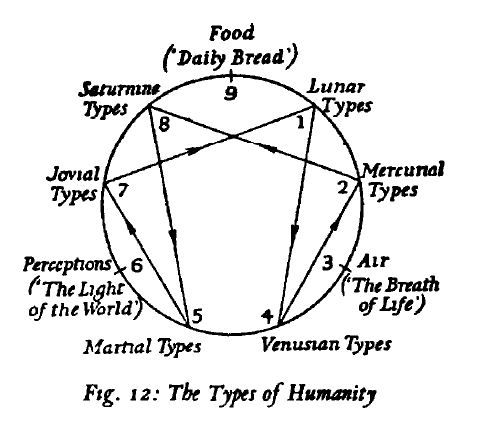 Food
('Daily Bread')
9
Saturnine
Types
8
Lunar
Types
1
Jovial
Types
7
Mercurial
Types
2
Perceptions
('The Light
of the World')
6
Air
('The Breath
of Life')
3
5
Martial Types
4
Venusian Types
Fig. 12: The Types of Humanity